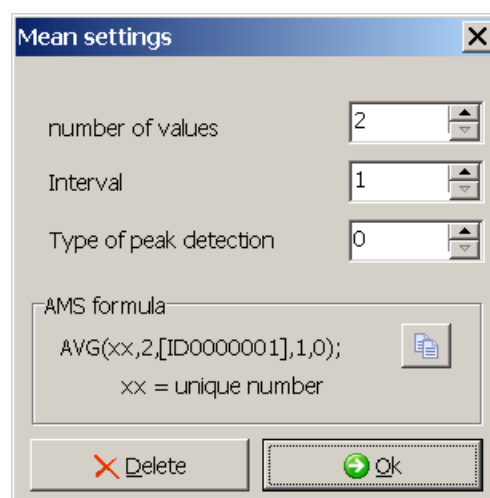 Mean settings
number of values 2
Interval 1
Type of peak detection 0
AMS formula
AVG(xx,2,[ID0000001],1,0);
xx = unique number
Delete Ok